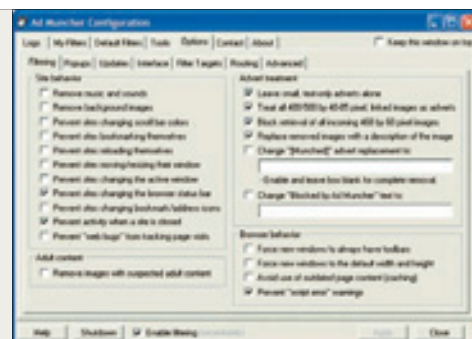 Ad Muncher Configuration
Logs My Filters Default Filters Tools Options Contact About Keep this window on top
Filtering Popups Updates Interface Filter Targets Routing Advanced
Site behavior
Remove music and sounds
Remove background images
Prevent sites changing scroll bar colors
Prevent sites bookmarking themselves
Prevent sites reloading themselves
Prevent sites moving/resizing their window
Prevent sites changing the active window
Prevent sites changing the browser status bar
Prevent sites changing bookmark/address icons
Prevent activity when a site is closed
Prevent "web bugs" from tracking page visits
Adult content
Remove images with suspected adult content
Advert treatment
Leave small, text-only adverts alone
Treat all 468/500 by linked images as adverts
Block retrieval of all incoming 468 by 60 pixel images
Replace removed images with a description of the image
Change "[Munched]" advert replacement to:
Enable and leave box blank for complete removal.
Change "Blocked by Ad Muncher" text to:
Browser behavior
Force new windows to always have toolbars
Force new windows to the default width and height
Avoid use of outdated page content (caching)
Prevent "script error" warnings
Help Shutdown Enable filtering Apply Close